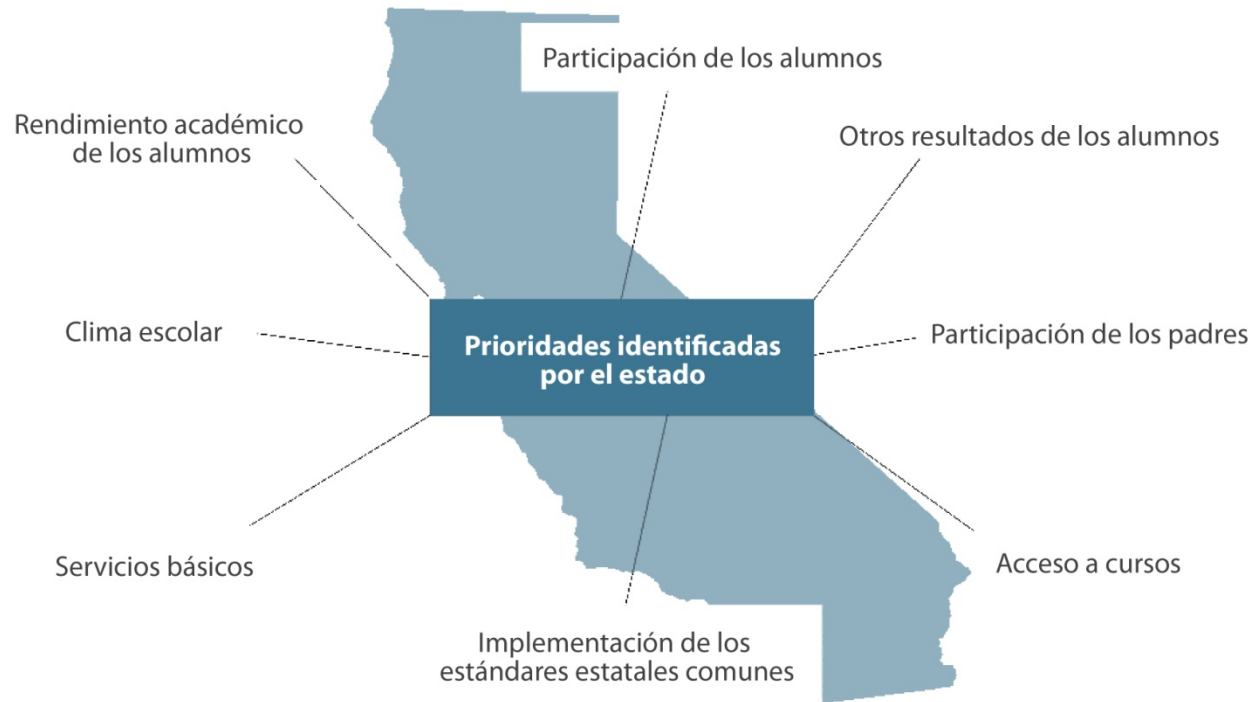 Participación de los alumnos
Rendimiento académico
de los alumnos
Otros resultados de los alumnos
Clima escolar
Prioridades identificadas
por el estado
Participación de los padres
Servicios básicos
Acceso a cursos
Implementación de los
estándares estatales comunes